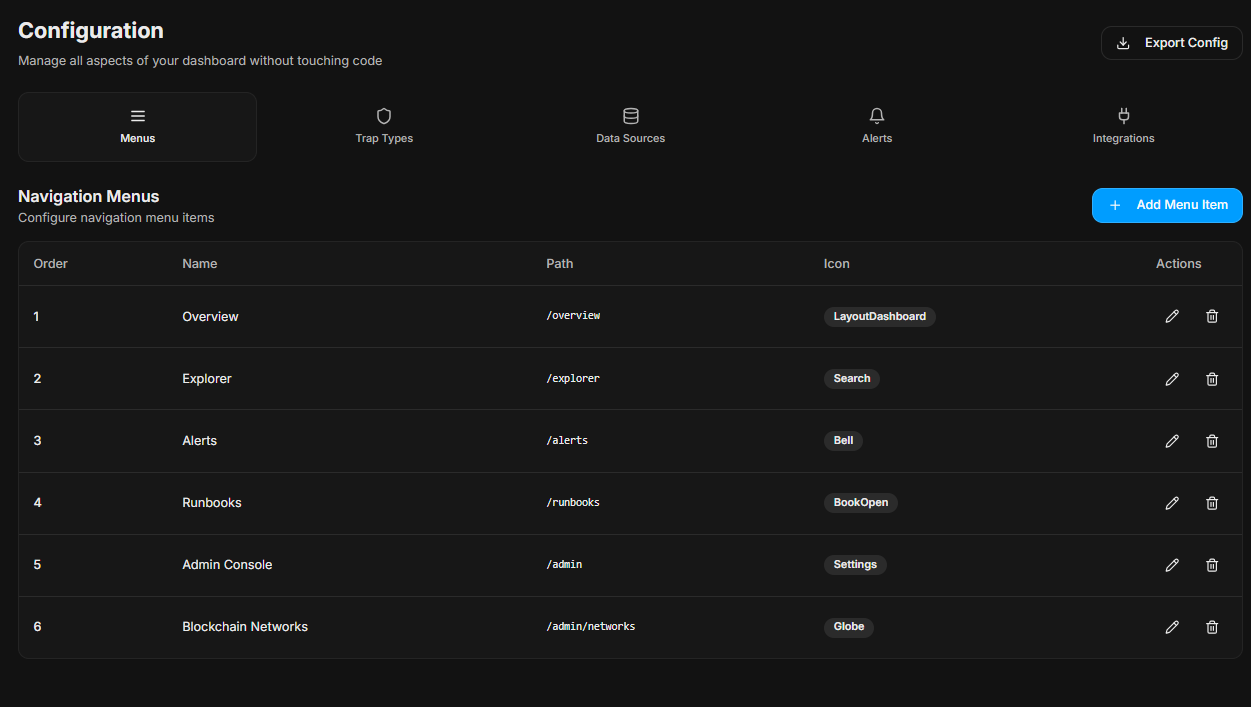 Configuration
Manage all aspects of your dashboard without touching code
Export Config
Menus
Trap Types
Data Sources
Alerts
Integrations
Navigation Menus
Configure navigation menu items
Add Menu Item
Order Name Path Icon Actions
1 Overview /overview LayoutDashboard
2 Explorer /explorer Search
3 Alerts /alerts Bell
4 Runbooks /runbooks BookOpen
5 Admin Console /admin Settings
6 Blockchain Networks /admin/networks Globe